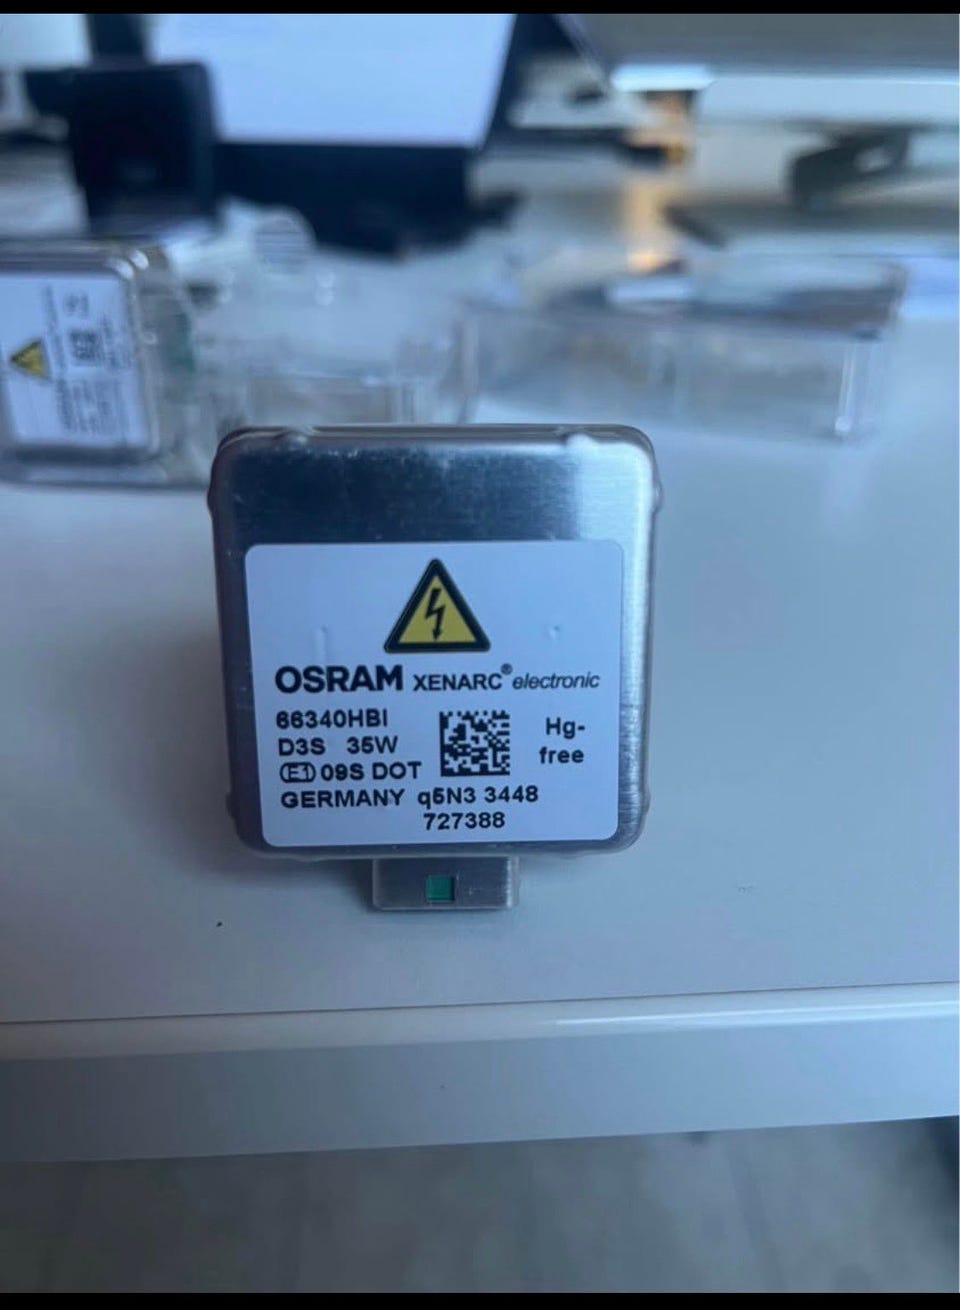 OSRAM XENARC® electronic
66340HBI
D3S 35W
Hg-
free
E1 09S DOT
GERMANY q5N3 3448
727388